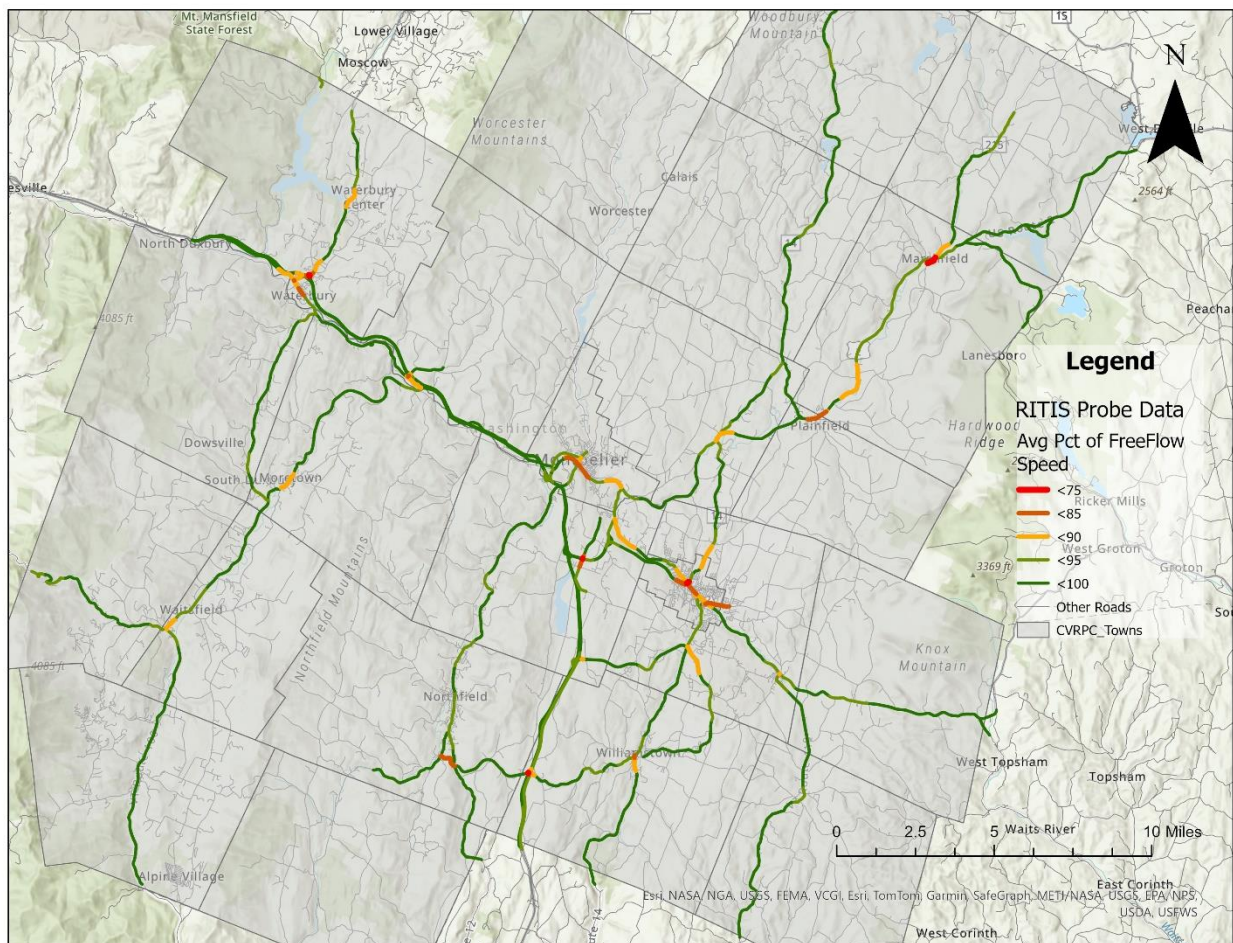 Mt. Mansfield
State Forest
Lower Village
Moscow
Woodbury
Mountain
15
N
Worcester
Mountains
215
2564 ft
Waterbury
Center
Calais
Worcester
esville
North Duxbury
Marshfield
Waterbury
4085 ft
Peacham
Lanesboro
Legend
RITIS Probe Data
Avg Pct of FreeFlow
Speed
<75
<85
<90
<95
<100
Other Roads
CVRPC_Towns
Dowsville
Washington
Montpelier
Plainfield
Hardwood
Ridge
Moretown
Ricker Mills
14
West Groton
Groton
3369 ft
Waitsfield
Northfield Mountains
Knox
Mountain
4085 ft
Northfield
Williamstown
West Topsham
Topsham
0 2.5 5 10 Miles
Waits River
Alpine Village
East Corinth
Esri, NASA, NGA, USGS, FEMA, VCGI, Esri, TomTom, Garmin, SafeGraph, METI/NASA, USGS, EPA, NPS,
USDA, USFWS
West Corinth